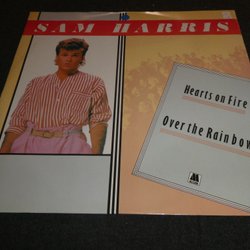 SAM HARRIS
Hearts on Fire
Over the Rainbow